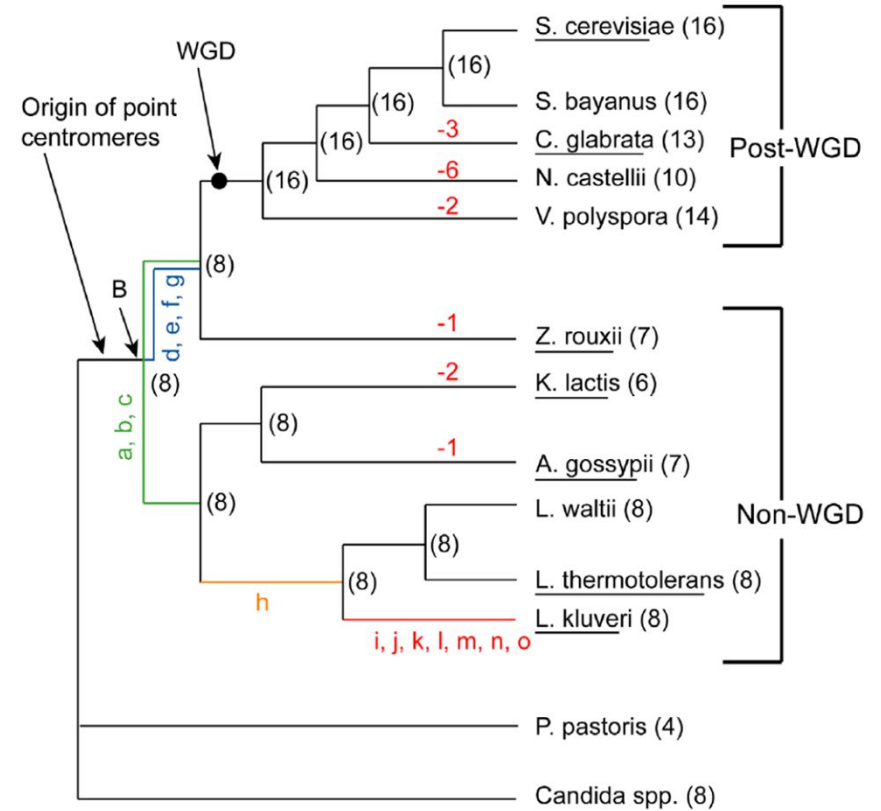 S. cerevisiae (16)
WGD
(16)
Origin of point
centromeres
(16)
S. bayanus (16)
-3
(16)
C. glabrata (13)
Post-WGD
-6
(16)
N. castellii (10)
-2
V. polyspora (14)
(8)
B
d, e, f, g
-1
Z. rouxii (7)
(8)
-2
K. lactis (6)
a, b, c
(8)
-1
A. gossypii (7)
(8)
L. waltii (8)
Non-WGD
(8)
(8)
L. thermotolerans (8)
h
L. kluveri (8)
i, j, k, l, m, n, o
P. pastoris (4)
Candida spp. (8)